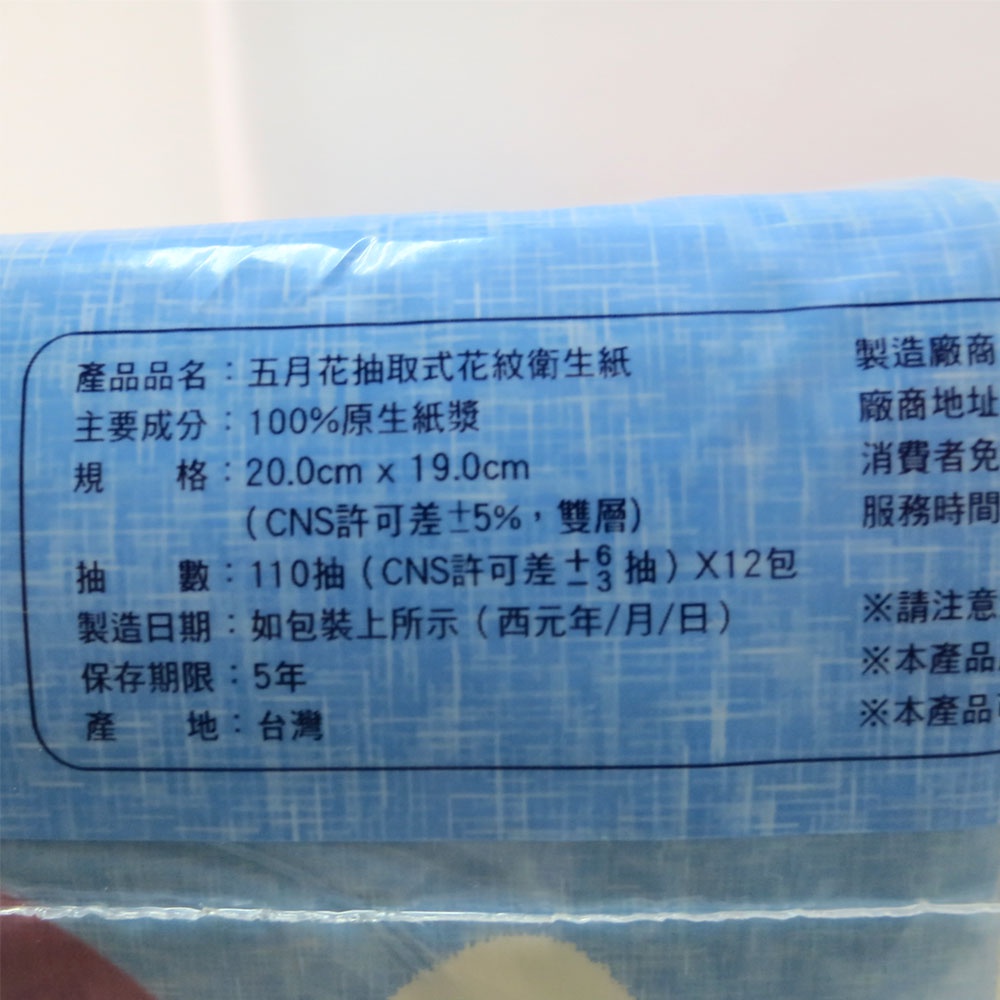 產品品名：五月花抽取式花紋衛生紙
主要成分：100%原生紙漿
規　　格：20.0cm x 19.0cm
(CNS許可差±5%，雙層)
抽　　數：110抽（CNS許可差+6-3抽）X12包
製造日期：如包裝上所示（西元年/月/日）
保存期限：5年
產　　地：台灣
製造廠商
廠商地址
消費者免
服務時間
※請注意
※本產品
※本產品